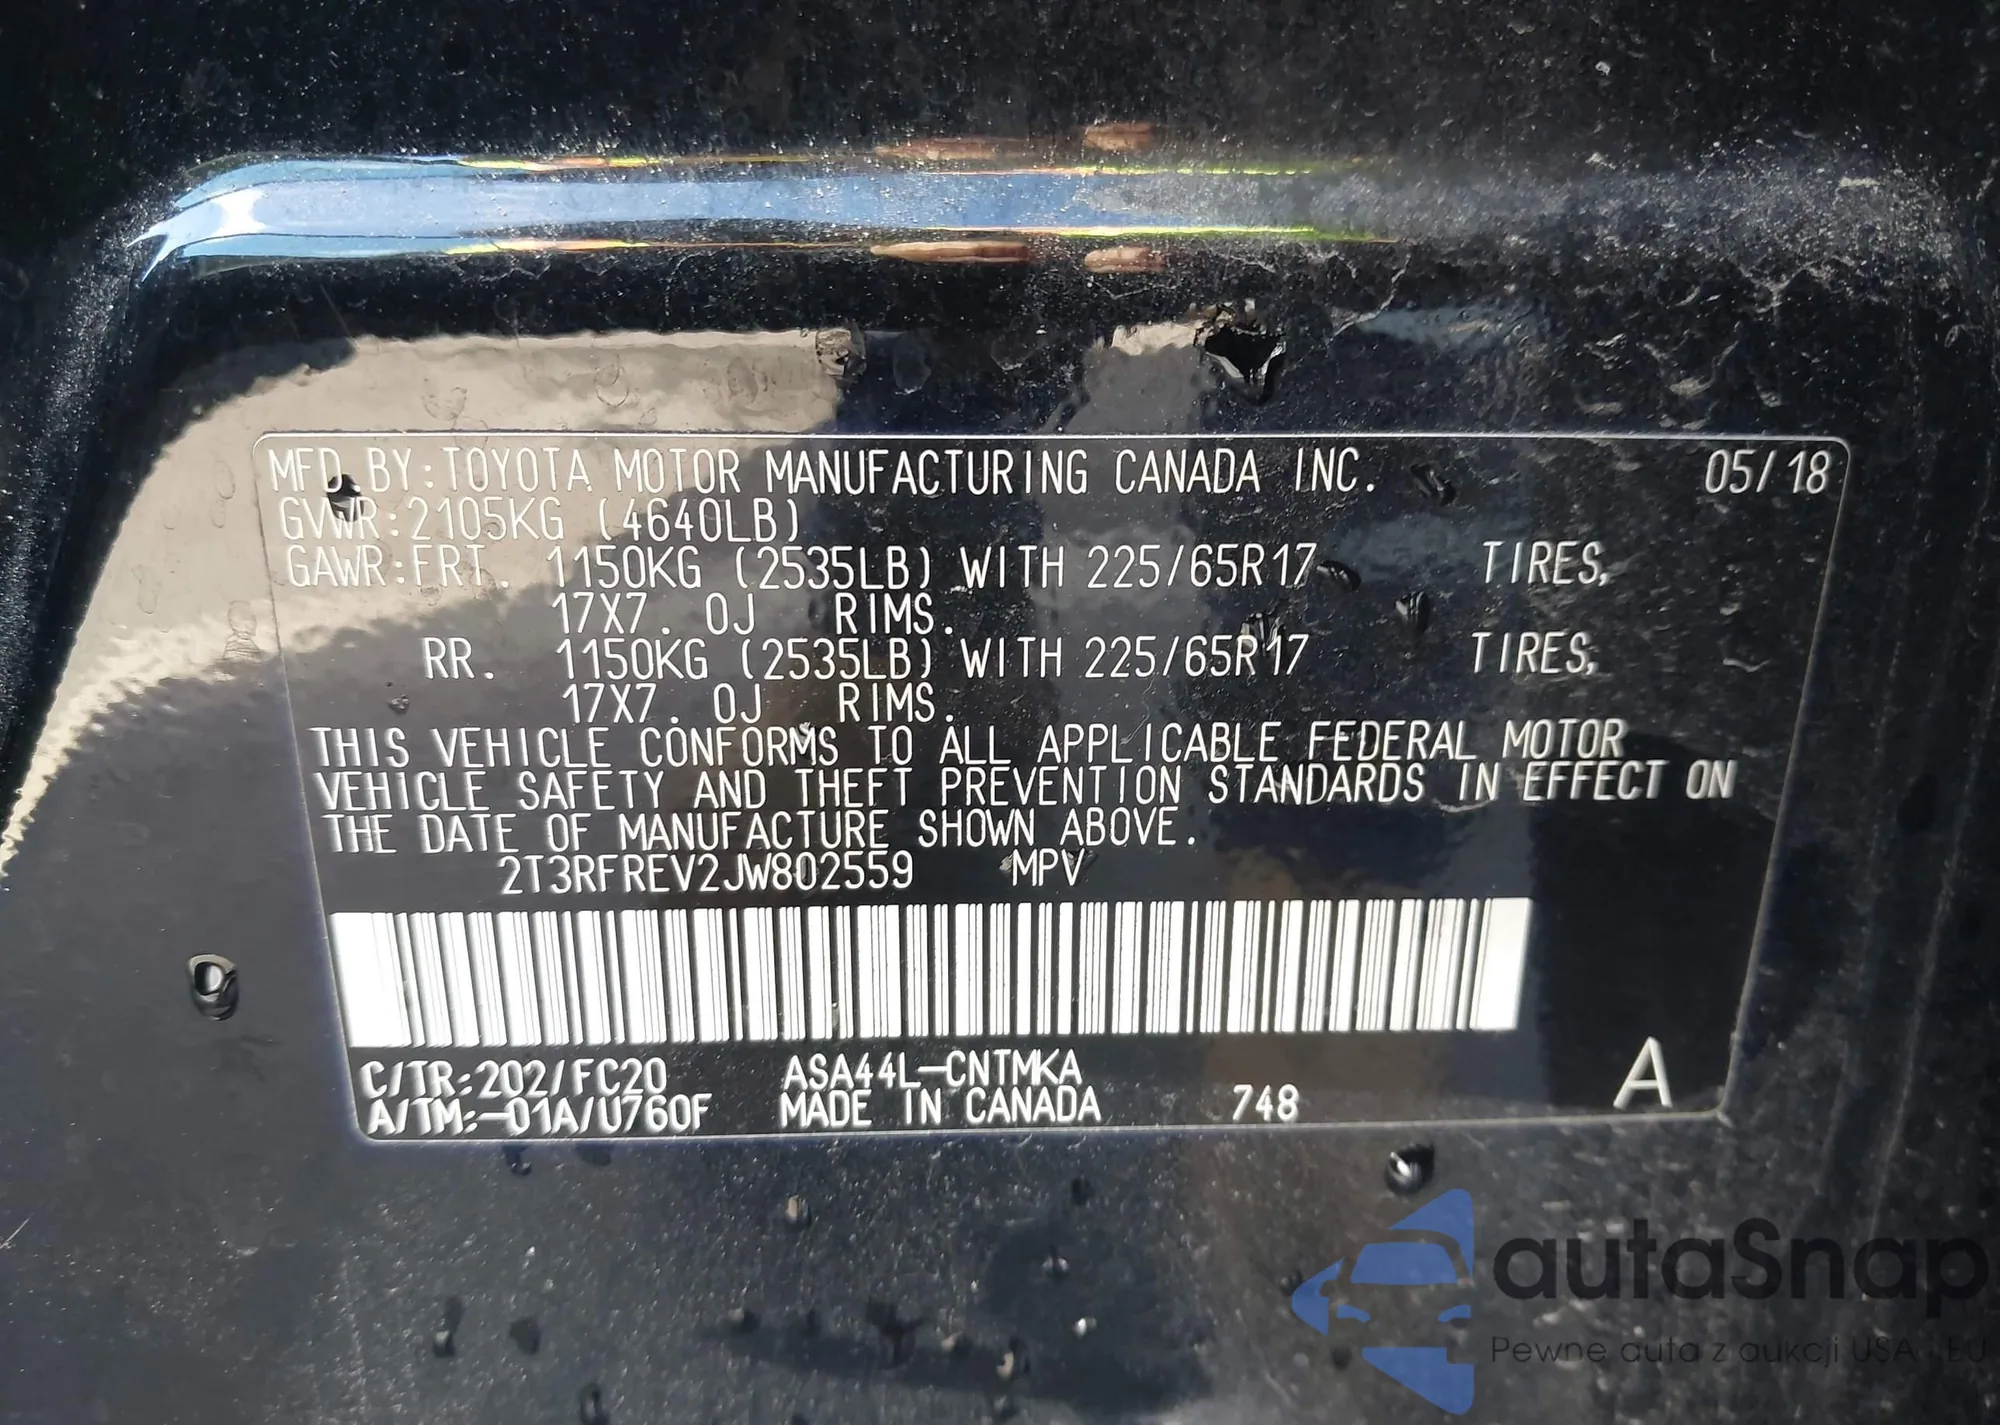 MFD. BY:TOYOTA MOTOR MANUFACTURING CANADA INC. 05/18
GVWR:2105KG (4640LB)
GAWR:FRT. 1150KG (2535LB) WITH 225/65R17 TIRES,
17X7. 0J RIMS.
RR. 1150KG (2535LB) WITH 225/65R17 TIRES,
17X7. 0J RIMS.
THIS VEHICLE CONFORMS TO ALL APPLICABLE FEDERAL MOTOR
VEHICLE SAFETY AND THEFT PREVENTION STANDARDS IN EFFECT ON
THE DATE OF MANUFACTURE SHOWN ABOVE.
2T3RFREV2JW802559 MPV
C/TR:202/FC20 ASA44L-CNTMKA
A/TM:-01A/U760F MADE IN CANADA 748 A
autaSnap
Pewne auta z aukcji USA i EU